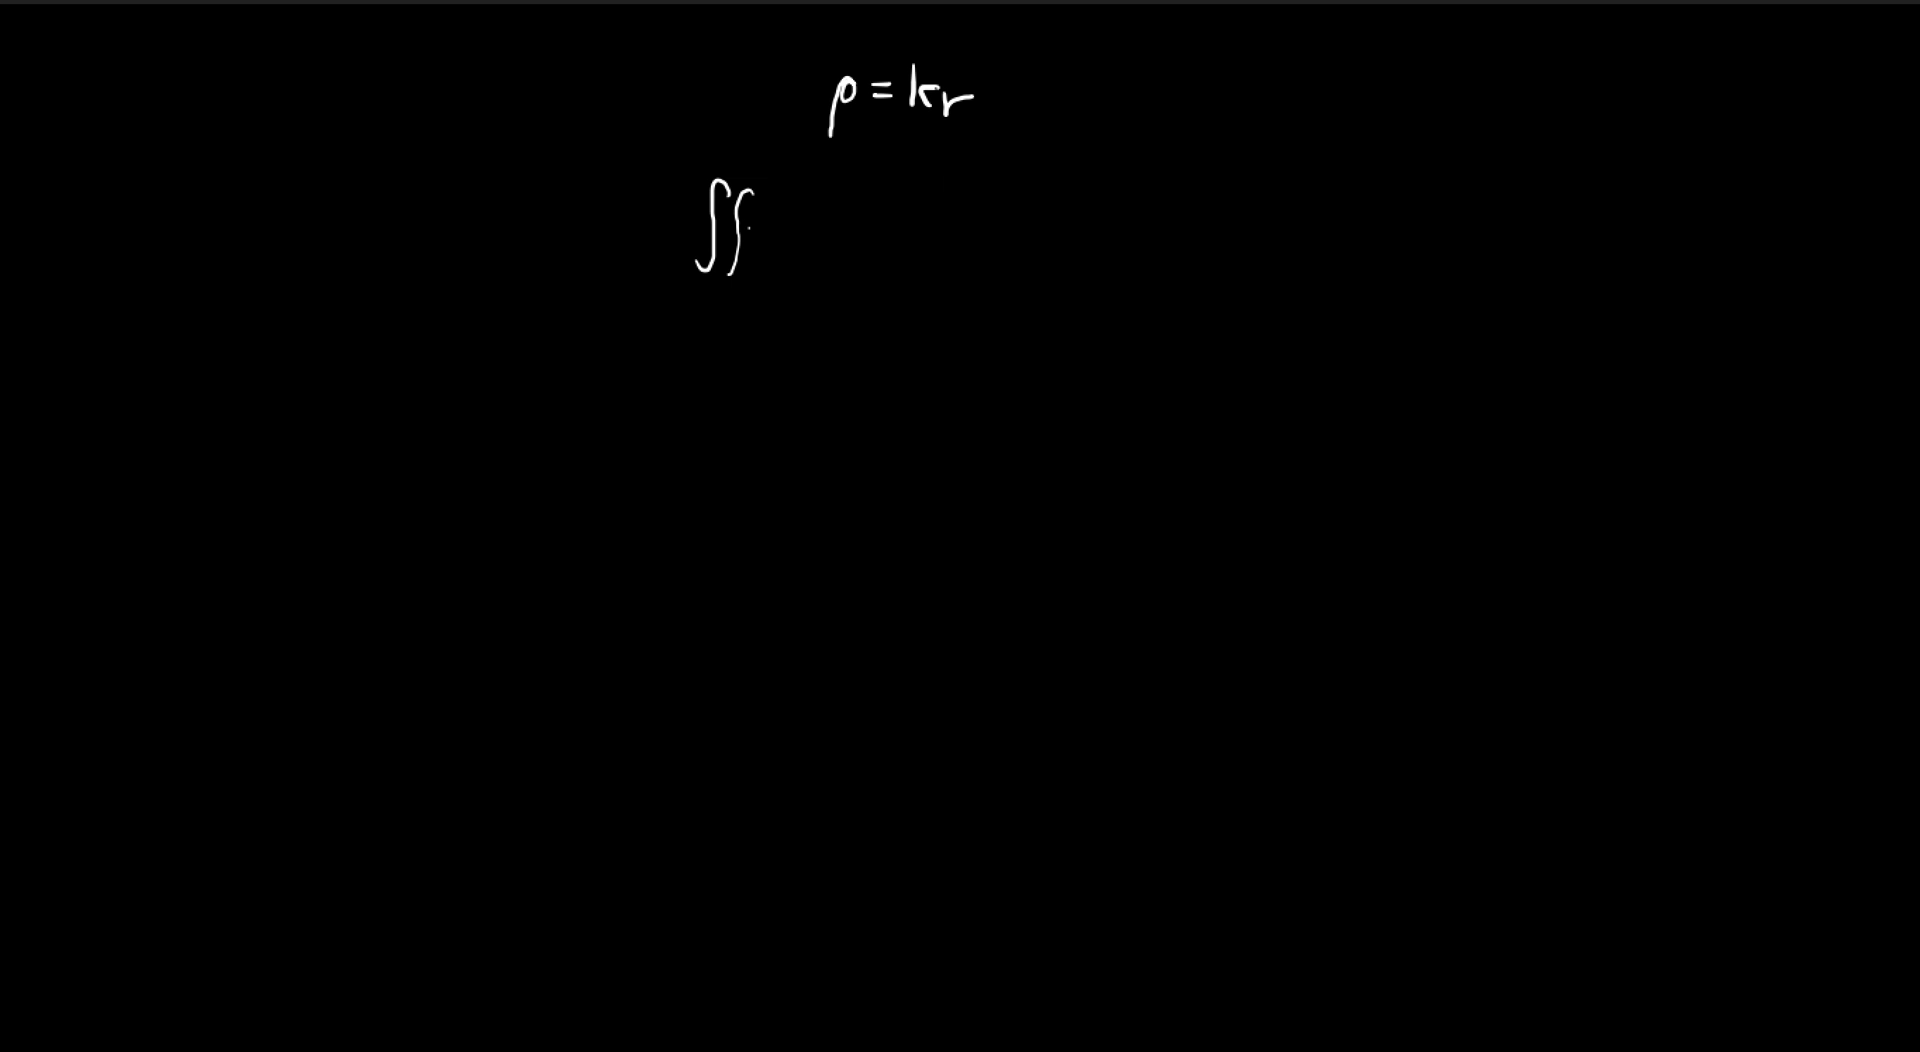 ρ = kr
∫∫